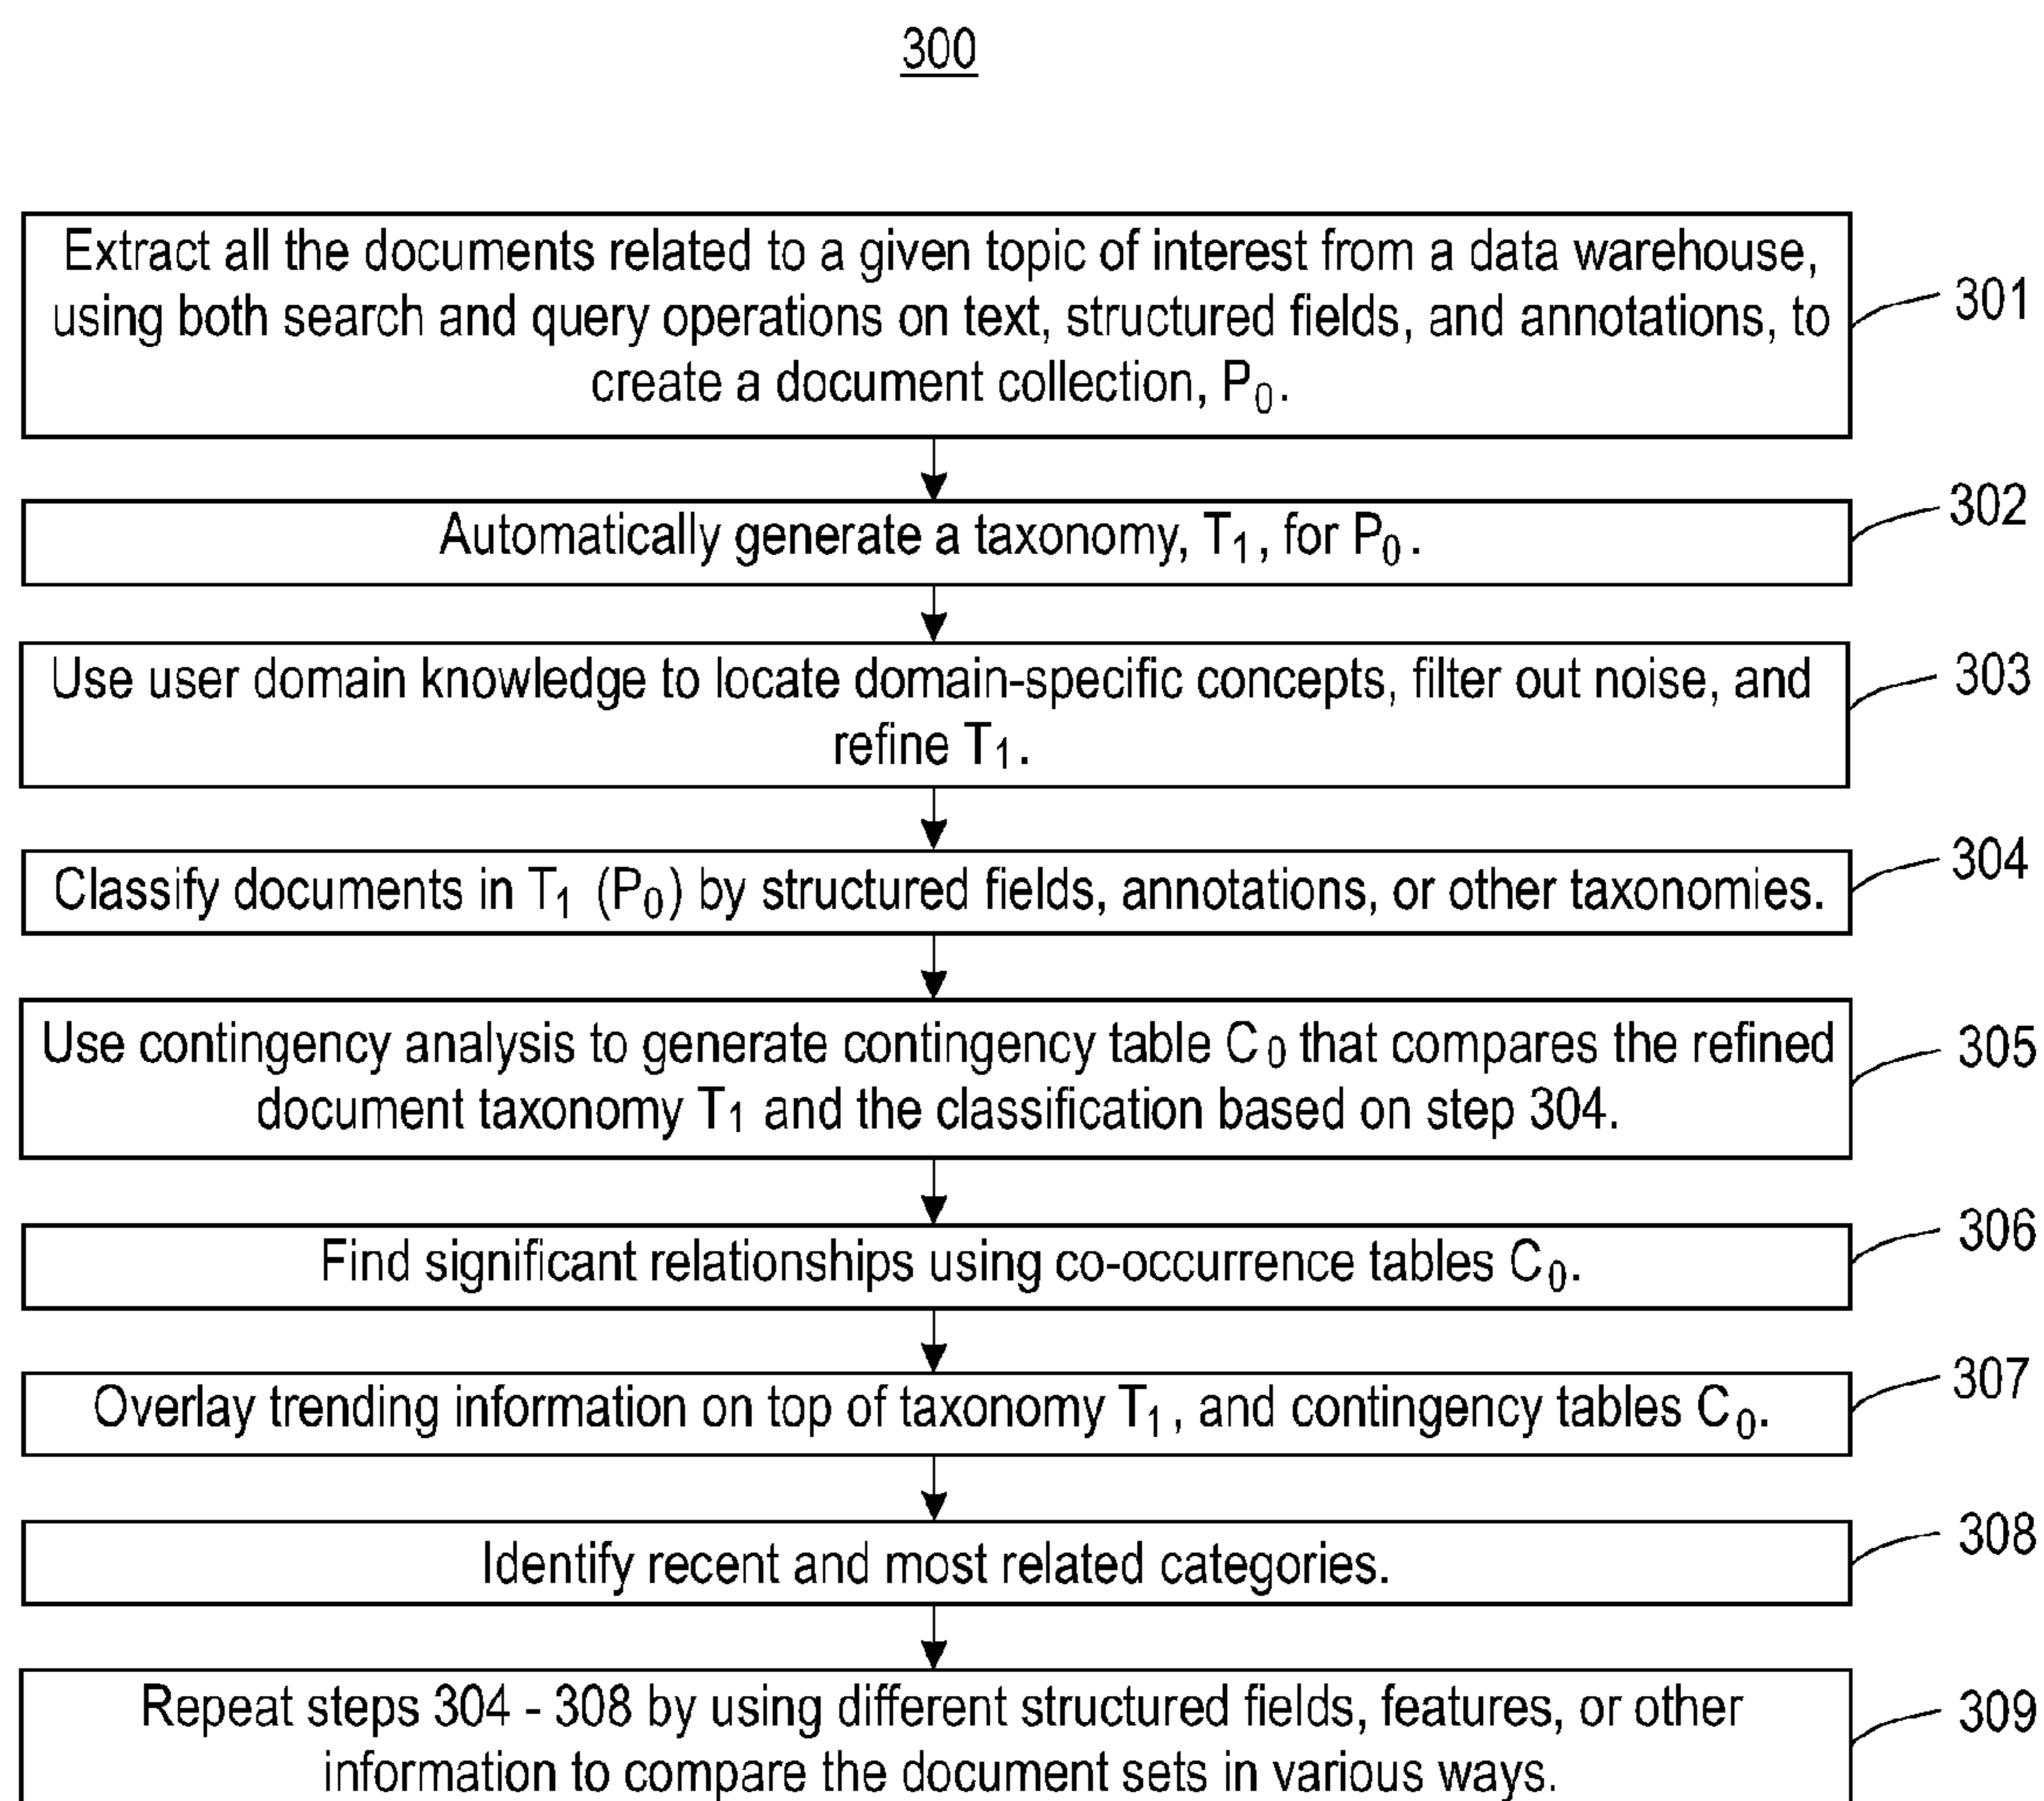 300
Extract all the documents related to a given topic of interest from a data warehouse,
using both search and query operations on text, structured fields, and annotations, to
create a document collection, P₀.
301
Automatically generate a taxonomy, T₁, for P₀.
302
Use user domain knowledge to locate domain-specific concepts, filter out noise, and
refine T₁.
303
Classify documents in T₁ (P₀) by structured fields, annotations, or other taxonomies.
304
Use contingency analysis to generate contingency table C₀ that compares the refined
document taxonomy T₁ and the classification based on step 304.
305
Find significant relationships using co-occurrence tables C₀.
306
Overlay trending information on top of taxonomy T₁, and contingency tables C₀.
307
Identify recent and most related categories.
308
Repeat steps 304 - 308 by using different structured fields, features, or other
information to compare the document sets in various ways.
309